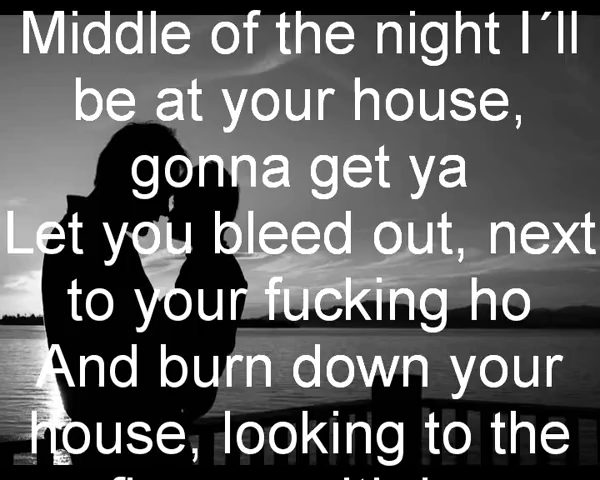 Middle of the night I´ll
be at your house,
gonna get ya
Let you bleed out, next
to your fucking ho
And burn down your
house, looking to the